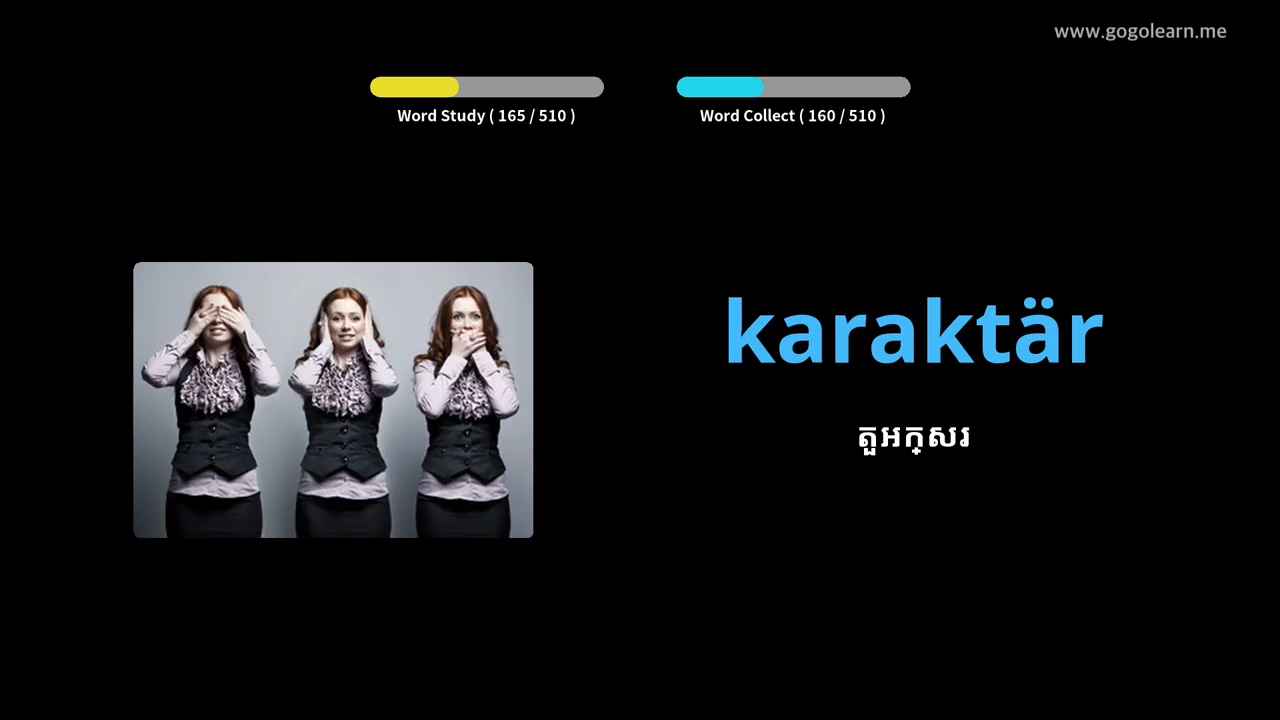 www.gogolearn.me
Word Study ( 165 / 510 )
Word Collect ( 160 / 510 )
karaktär
តួអក្សរ